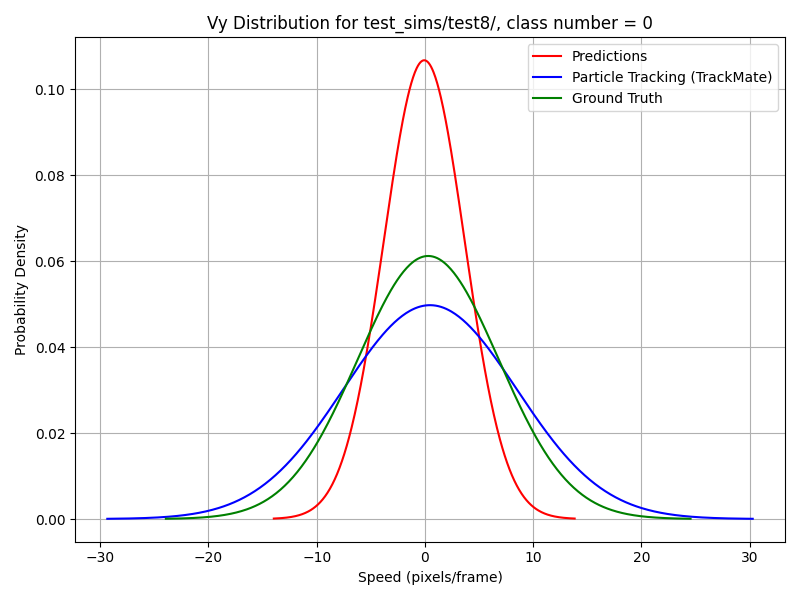 Vy Distribution for test_sims/test8/, class number = 0
Predictions
Particle Tracking (TrackMate)
Ground Truth
0.10
0.08
0.06
0.04
0.02
0.00
Probability Density
−30
−20
−10
0
10
20
30
Speed (pixels/frame)